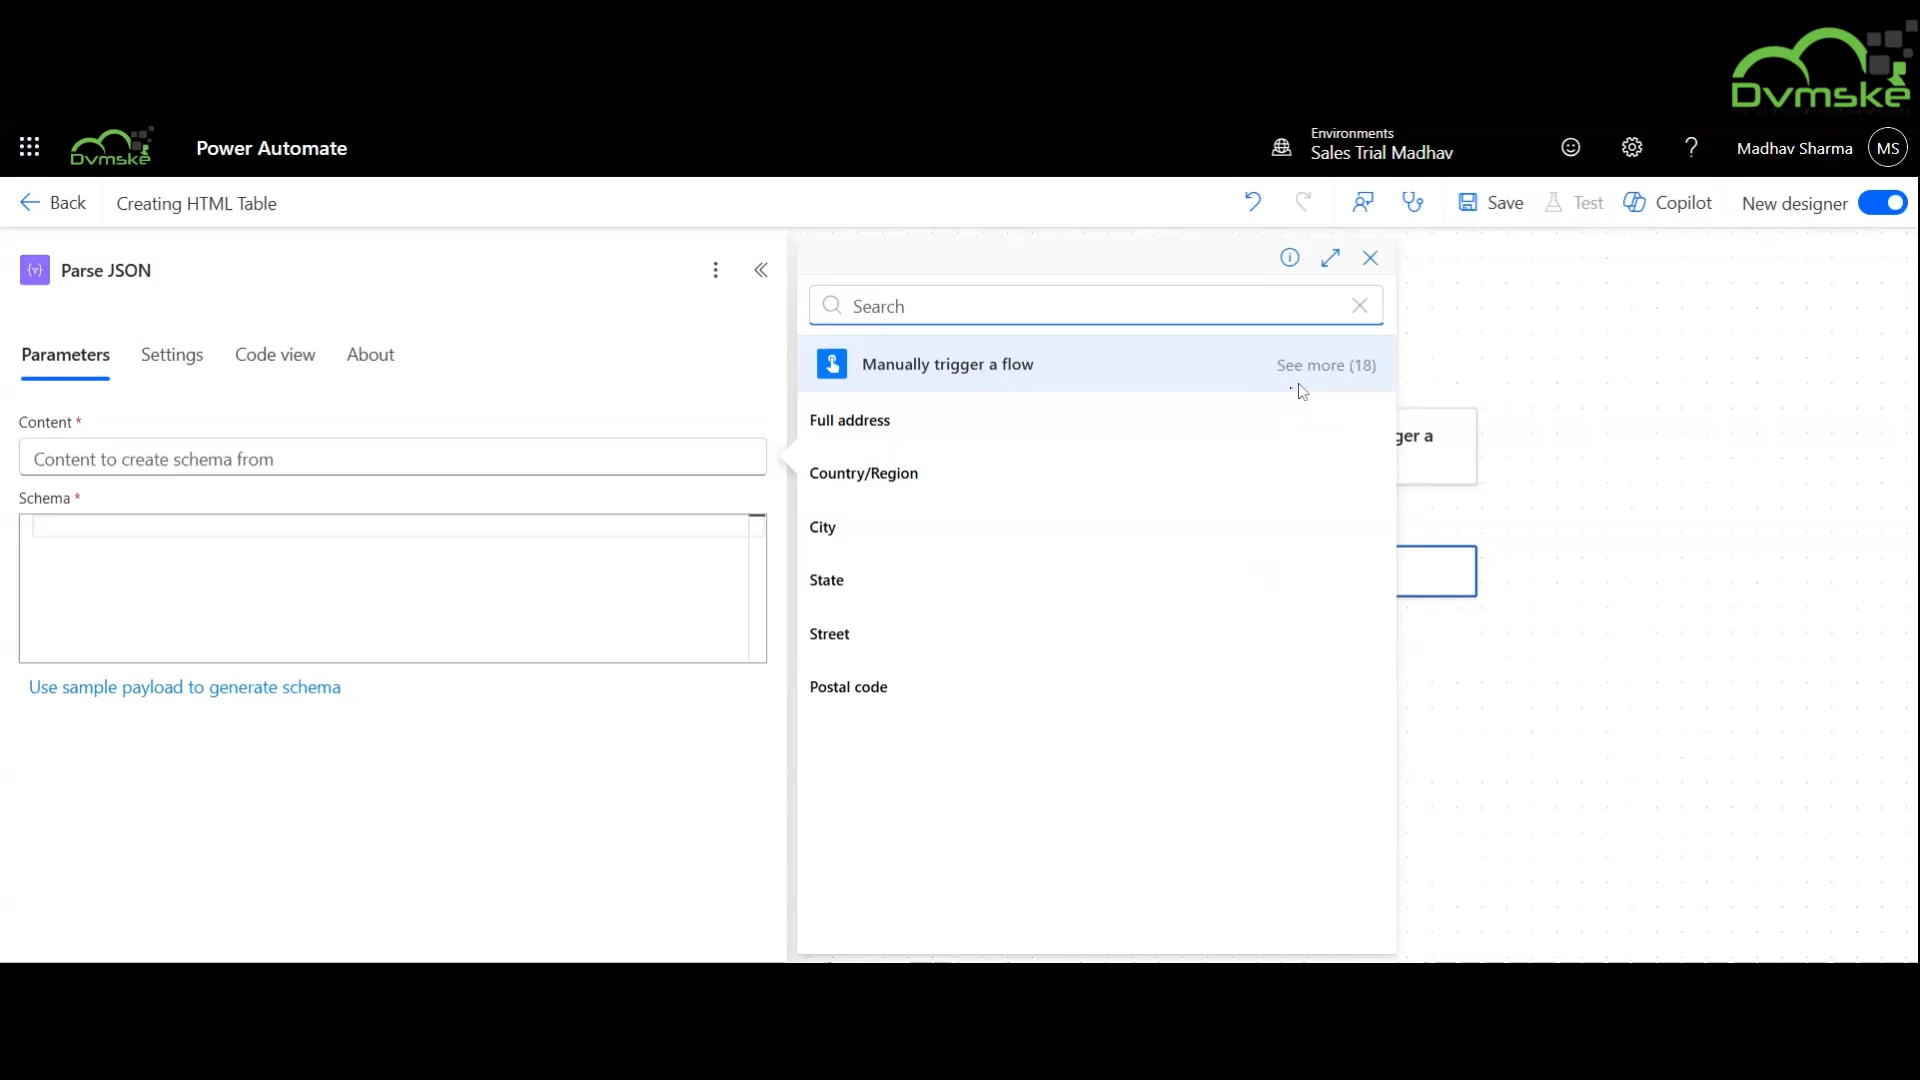 Dvmske
Dvmske
Power Automate
Environments
Sales Trial Madhav
?
Madhav Sharma
MS
Back
Creating HTML Table
Save
Test
Copilot
New designer
{v}
Parse JSON
Parameters
Settings
Code view
About
Content *
Content to create schema from
Schema *
Use sample payload to generate schema
Search
Manually trigger a flow
See more (18)
Full address
Country/Region
City
State
Street
Postal code
ger a